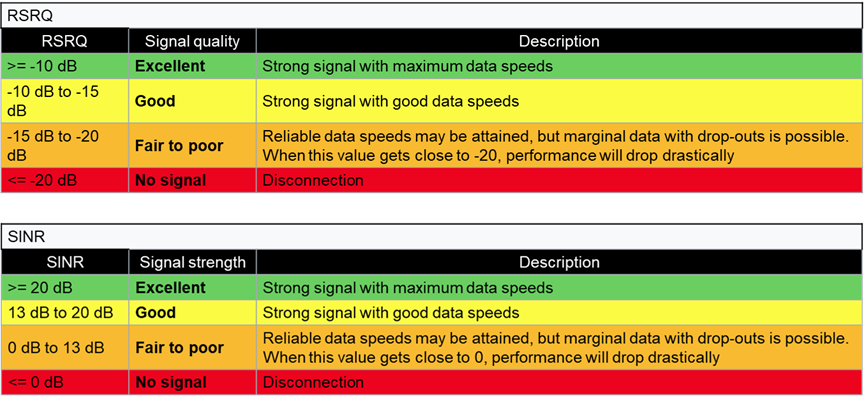 RSRQ
RSRQ Signal quality Description
>= -10 dB Excellent Strong signal with maximum data speeds
-10 dB to -15
dB
Good Strong signal with good data speeds
-15 dB to -20
dB
Fair to poor
Reliable data speeds may be attained, but marginal data with drop-outs is possible.
When this value gets close to -20, performance will drop drastically
<= -20 dB No signal Disconnection
SINR
SINR Signal strength Description
>= 20 dB Excellent Strong signal with maximum data speeds
13 dB to 20 dB Good Strong signal with good data speeds
0 dB to 13 dB Fair to poor
Reliable data speeds may be attained, but marginal data with drop-outs is possible.
When this value gets close to 0, performance will drop drastically
<= 0 dB No signal Disconnection